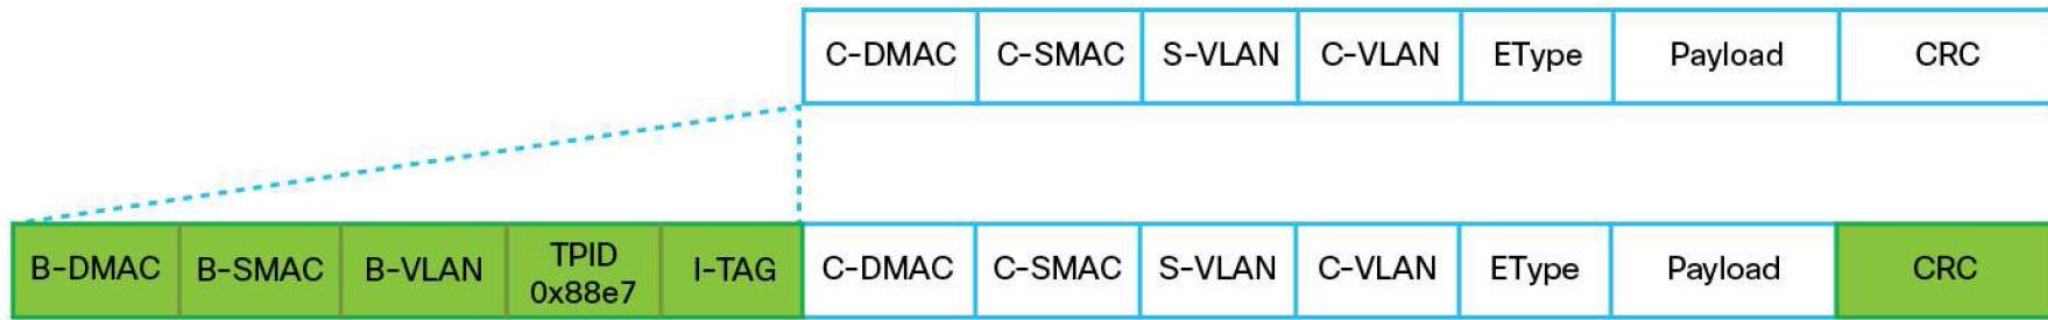 C-DMAC C-SMAC S-VLAN C-VLAN EType Payload CRC
B-DMAC B-SMAC B-VLAN TPID 0x88e7 I-TAG C-DMAC C-SMAC S-VLAN C-VLAN EType Payload CRC